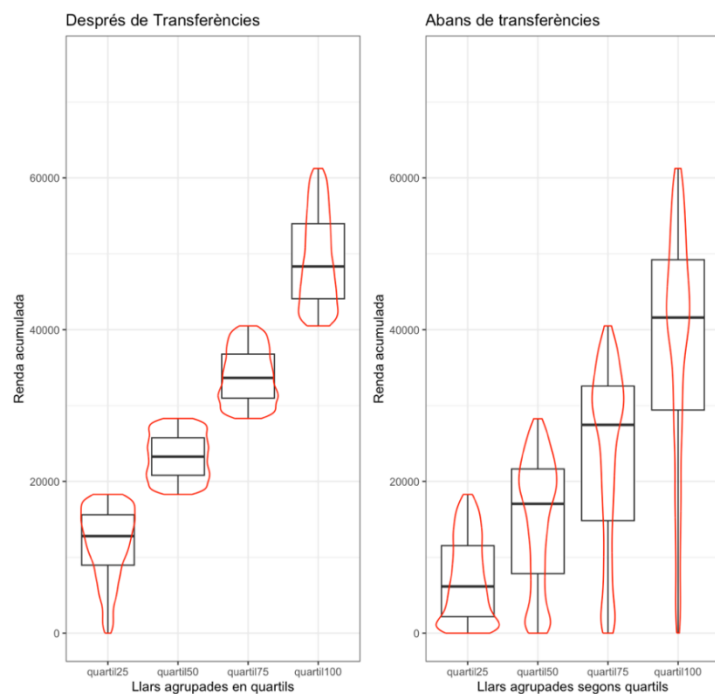 Després de Transferències
Renda acumulada
60000
40000
20000
0
quartil25 quartil50 quartil75 quartil100
Llars agrupades en quartils
Abans de transferències
Renda acumulada
60000
40000
20000
0
quartil25 quartil50 quartil75 quartil100
Llars agrupades segons quartils